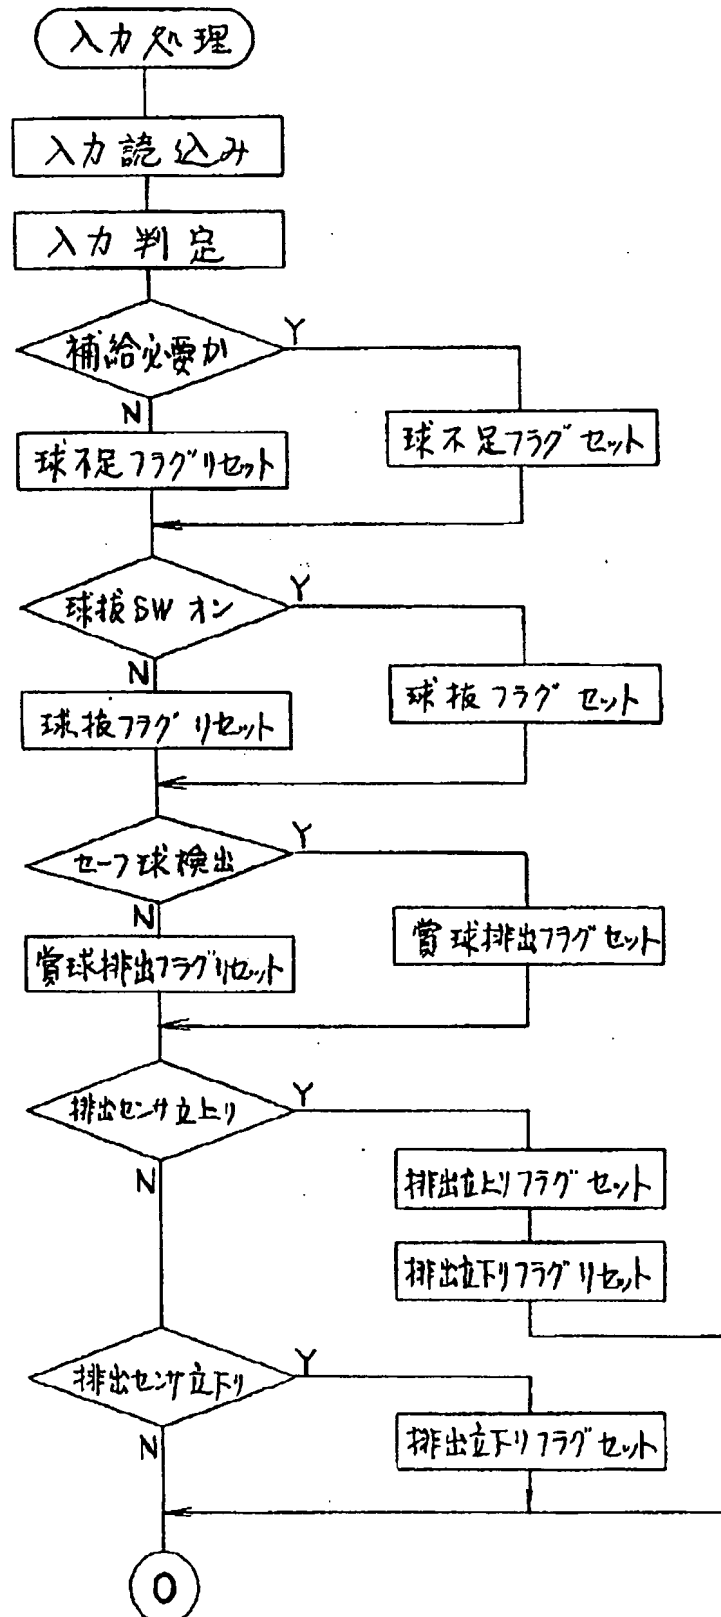 入力処理
入力読込み
入力判定
補給必要か
Y
N
球不足フラグリセット
球不足フラグセット
球抜SWオン
Y
N
球抜フラグリセット
球抜フラグセット
セーフ球検出
Y
N
賞球排出フラグリセット
賞球排出フラグセット
排出センサ立上り
Y
N
排出立上りフラグセット
排出立下りフラグリセット
排出センサ立下り
Y
N
排出立下りフラグセット
O